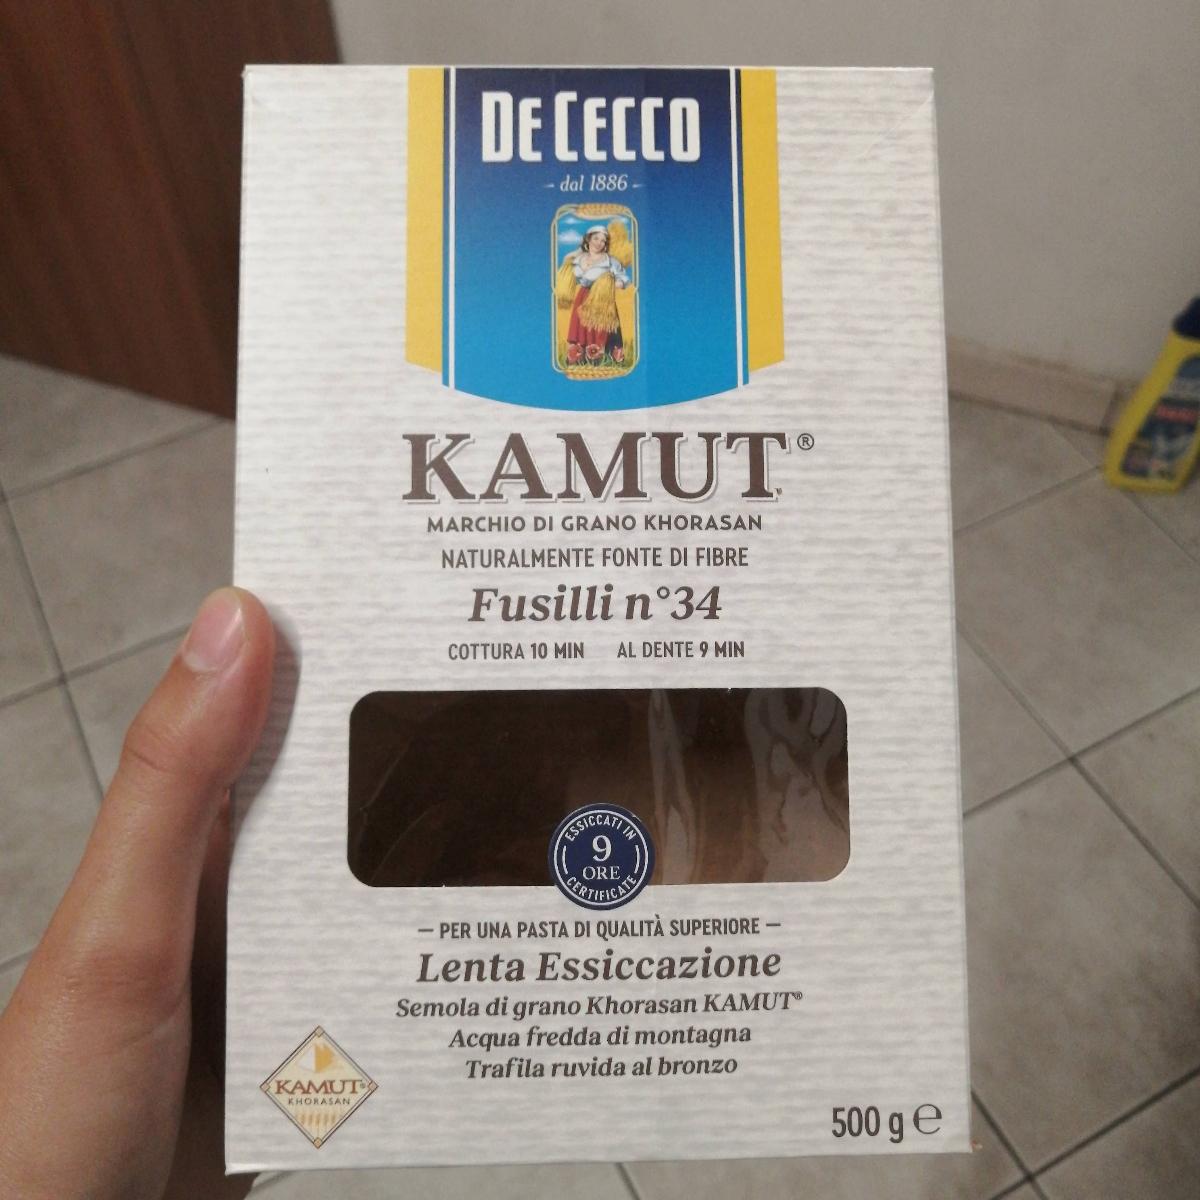 DE CECCO
- dal 1886 -
KAMUT®
MARCHIO DI GRANO KHORASAN
NATURALMENTE FONTE DI FIBRE
Fusilli n°34
COTTURA 10 MIN AL DENTE 9 MIN
ESSICCATI IN
9
ORE
CERTIFICATE
— PER UNA PASTA DI QUALITÀ SUPERIORE —
Lenta Essiccazione
Semola di grano Khorasan KAMUT®
Acqua fredda di montagna
Trafila ruvida al bronzo
KAMUT®
KHORASAN
500 g ℮